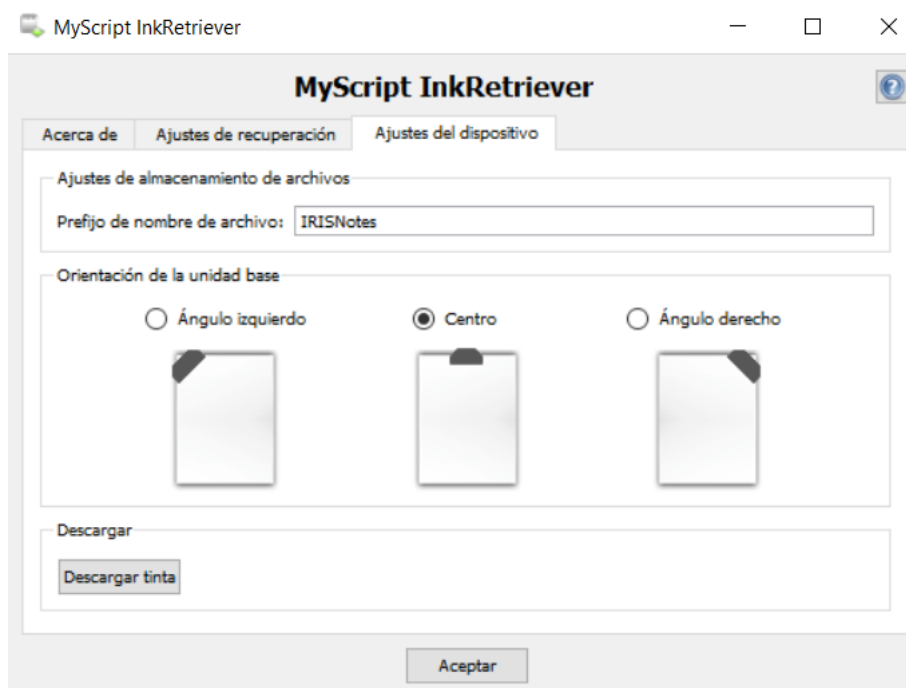 MyScript InkRetriever
MyScript InkRetriever
?
Acerca de Ajustes de recuperación Ajustes del dispositivo
Ajustes de almacenamiento de archivos
Prefijo de nombre de archivo: IRISNotes
Orientación de la unidad base
Ángulo izquierdo Centro Ángulo derecho
Descargar
Descargar tinta
Aceptar